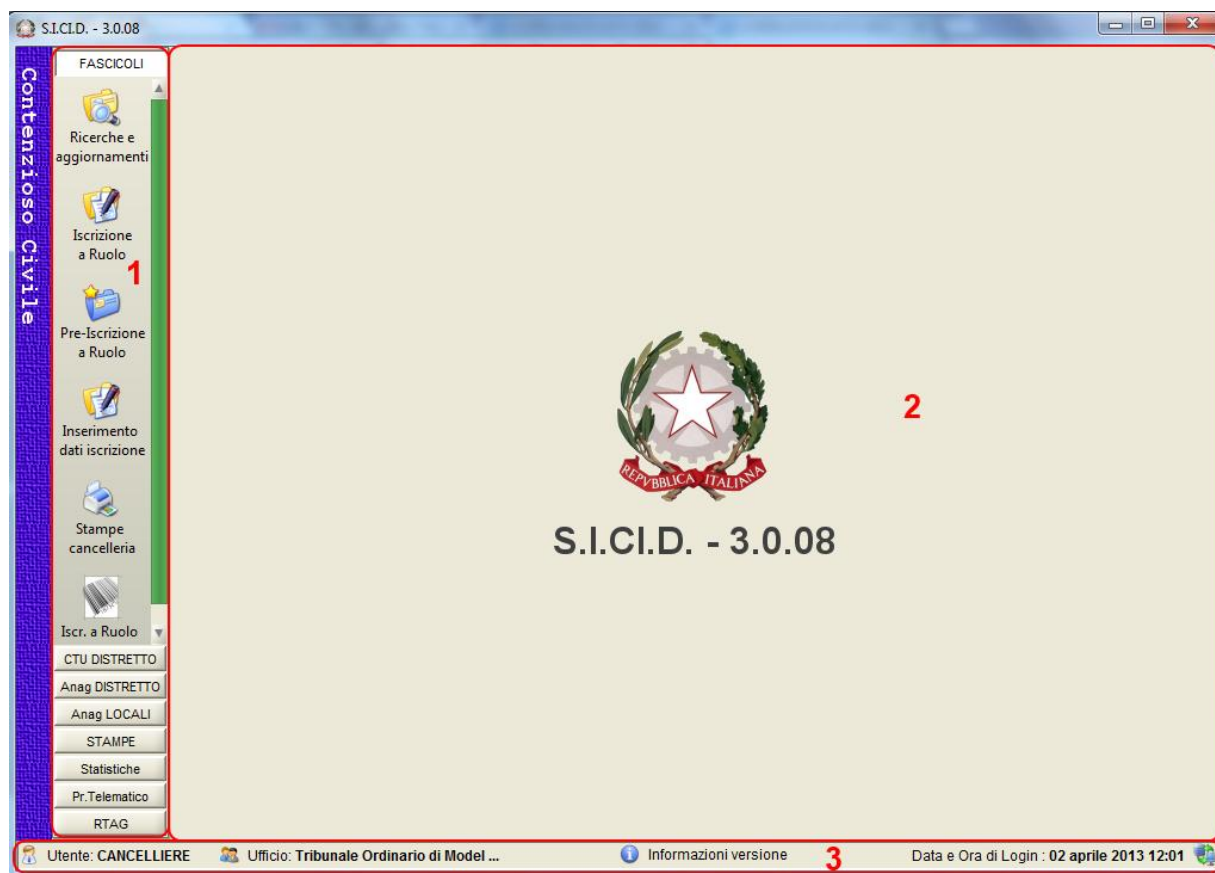 S.I.CI.D. - 3.0.08
Contenzioso Civile
FASCICOLI
Ricerche e
aggiornamenti
Iscrizione
a Ruolo
1
Pre-Iscrizione
a Ruolo
Inserimento
dati iscrizione
Stampe
cancelleria
Iscr. a Ruolo
CTU DISTRETTO
Anag DISTRETTO
Anag LOCALI
STAMPE
Statistiche
Pr.Telematico
RTAG
REPVBBLICA ITALIANA
2
S.I.CI.D. - 3.0.08
Utente: CANCELLIERE Ufficio: Tribunale Ordinario di Model ... Informazioni versione 3 Data e Ora di Login : 02 aprile 2013 12:01